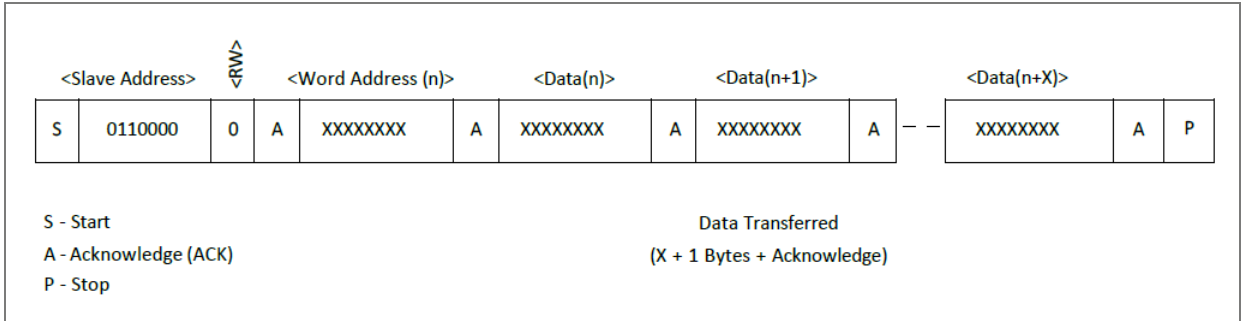 <Slave Address> <RW> <Word Address (n)> <Data(n)> <Data(n+1)> <Data(n+X)>
S 0110000 0 A XXXXXXXX A XXXXXXXX A XXXXXXXX A – – XXXXXXXX A P
S - Start
A - Acknowledge (ACK)
P - Stop
Data Transferred
(X + 1 Bytes + Acknowledge)